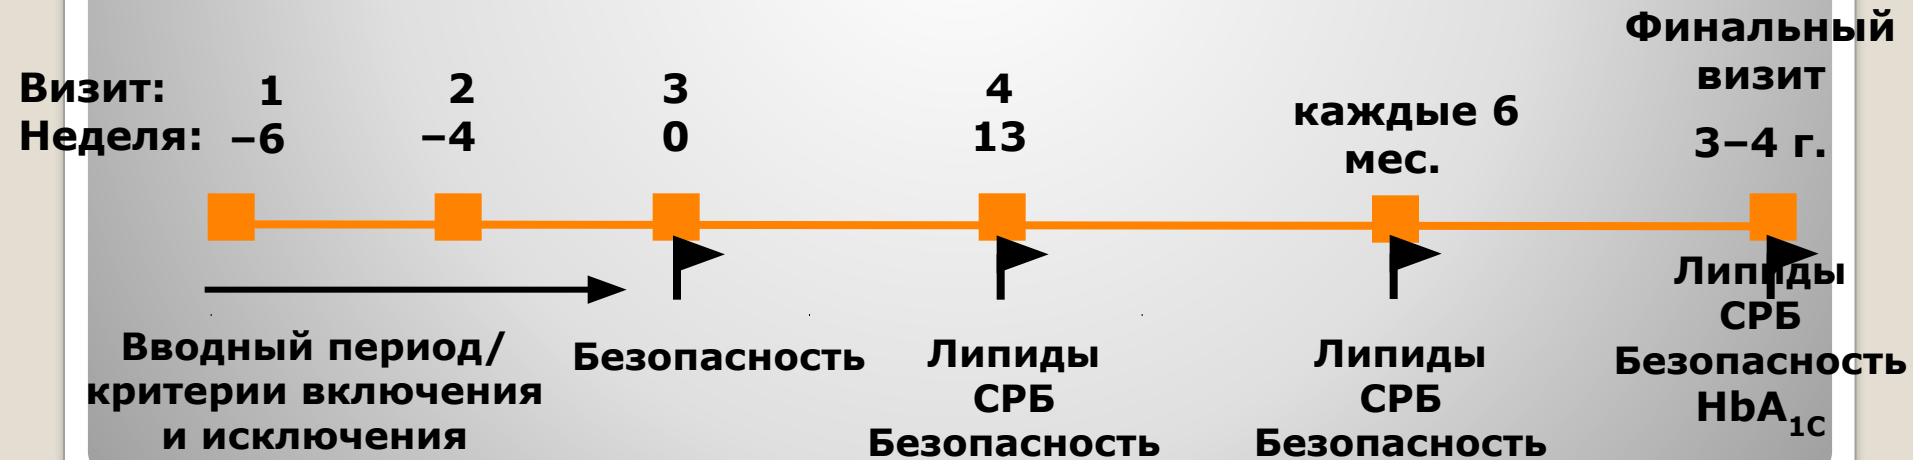 Визит: 1 2 3 4
Неделя: –6 –4 0 13
каждые 6
мес.
Финальный
визит
3–4 г.
Вводный период/
критерии включения
и исключения
Безопасность
Липиды
СРБ
Безопасность
Липиды
СРБ
Безопасность
Липиды
СРБ
Безопасность
HbA1C